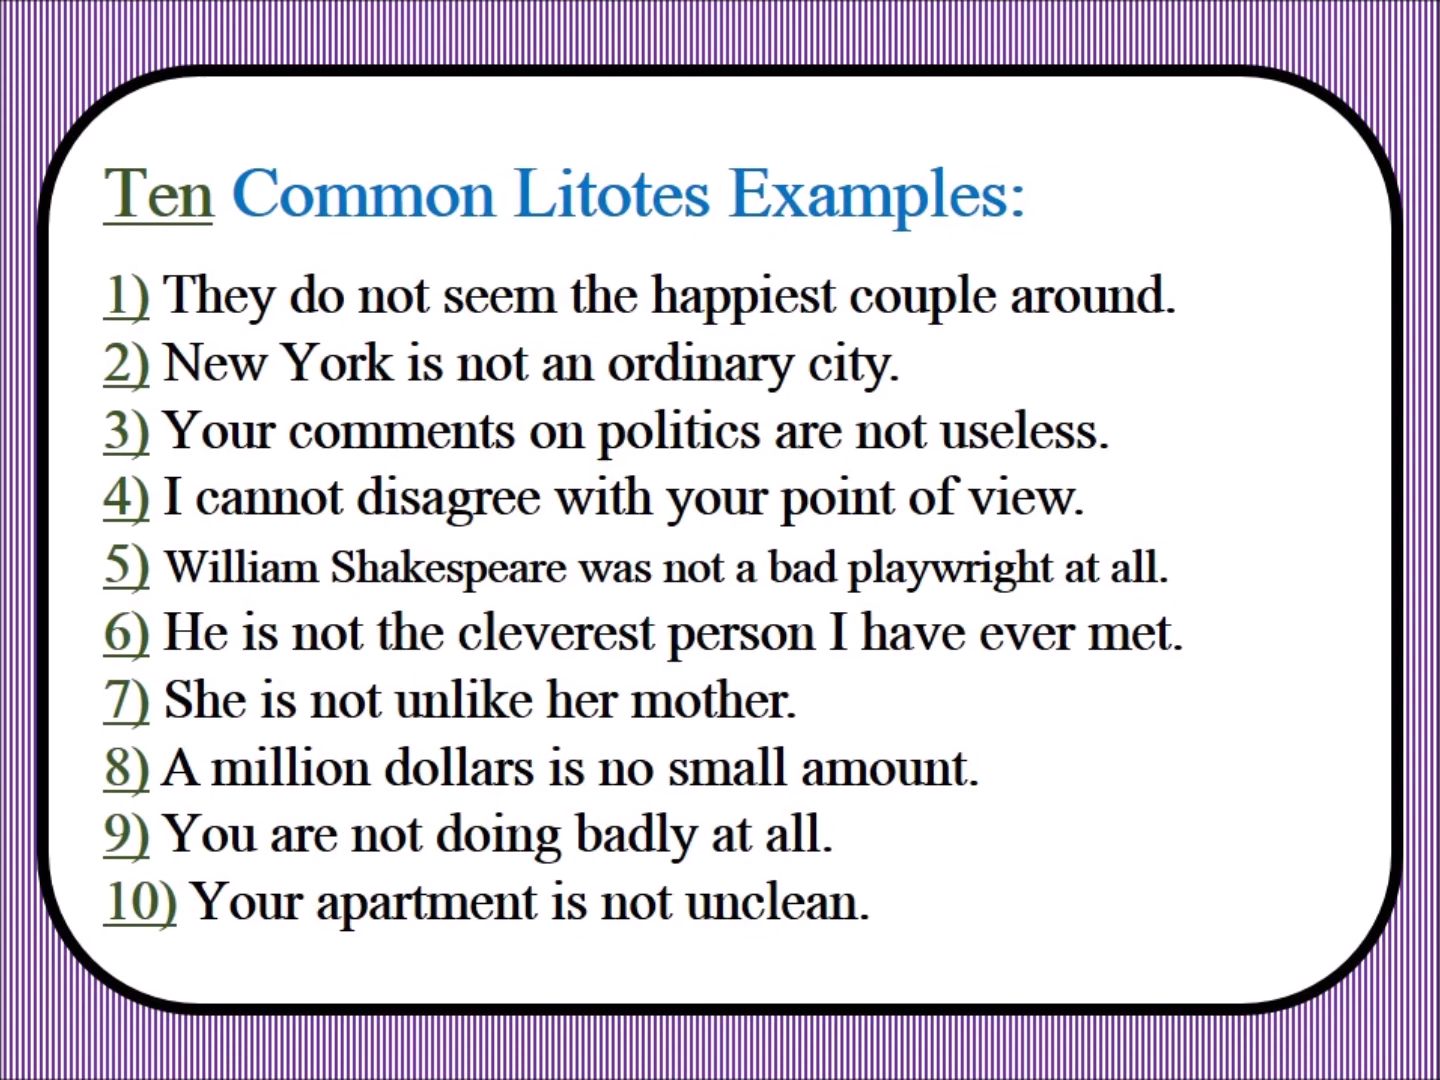 Ten Common Litotes Examples:
1) They do not seem the happiest couple around.
2) New York is not an ordinary city.
3) Your comments on politics are not useless.
4) I cannot disagree with your point of view.
5) William Shakespeare was not a bad playwright at all.
6) He is not the cleverest person I have ever met.
7) She is not unlike her mother.
8) A million dollars is no small amount.
9) You are not doing badly at all.
10) Your apartment is not unclean.